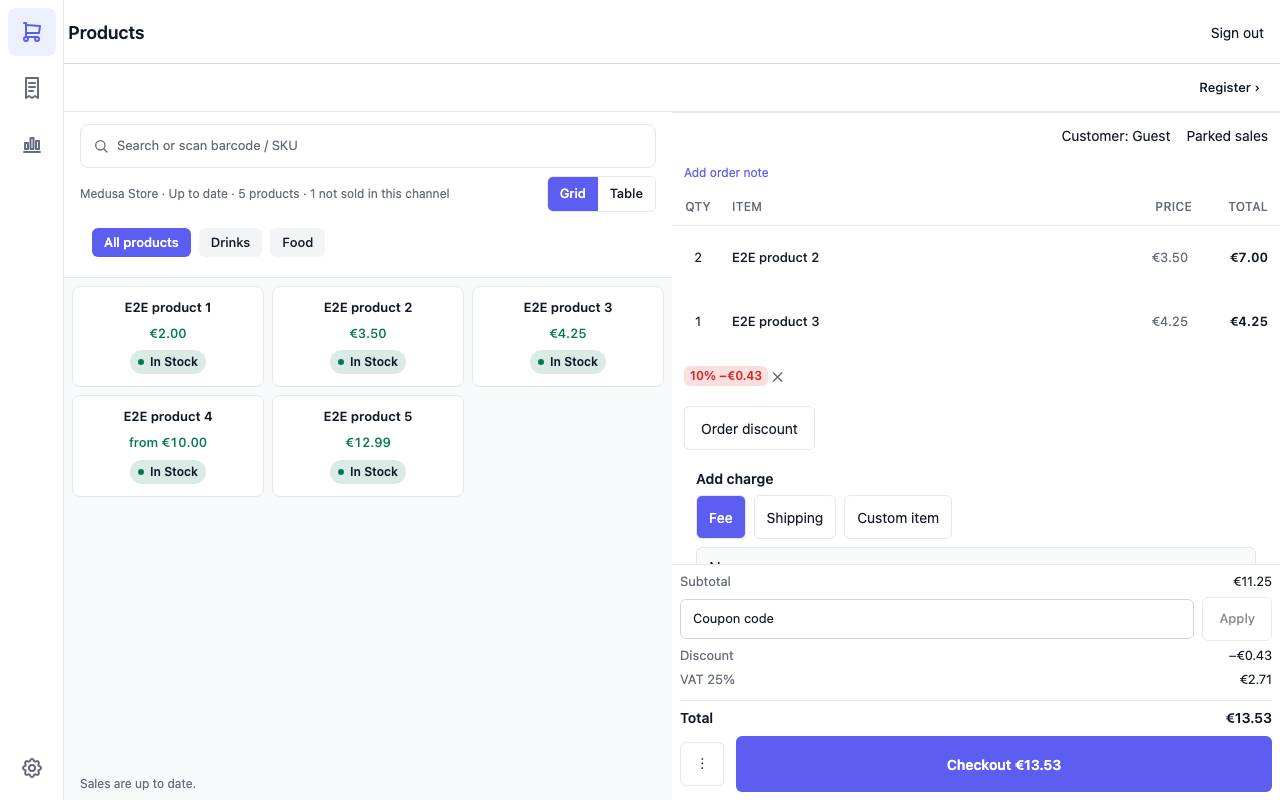 Products
Sign out
Register ›
Search or scan barcode / SKU
Medusa Store · Up to date · 5 products · 1 not sold in this channel
Grid
Table
All products
Drinks
Food
E2E product 1
€2.00
In Stock
E2E product 2
€3.50
In Stock
E2E product 3
€4.25
In Stock
E2E product 4
from €10.00
In Stock
E2E product 5
€12.99
In Stock
Sales are up to date.
Customer: Guest
Parked sales
Add order note
QTY ITEM PRICE TOTAL
2 E2E product 2 €3.50 €7.00
1 E2E product 3 €4.25 €4.25
10% −€0.43
Order discount
Add charge
Fee
Shipping
Custom item
Subtotal €11.25
Coupon code
Apply
Discount −€0.43
VAT 25% €2.71
Total €13.53
Checkout €13.53